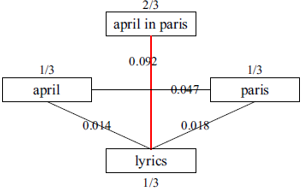 2/3
april in paris
0.092
1/3
1/3
april
0.047
paris
0.014
0.018
lyrics
1/3